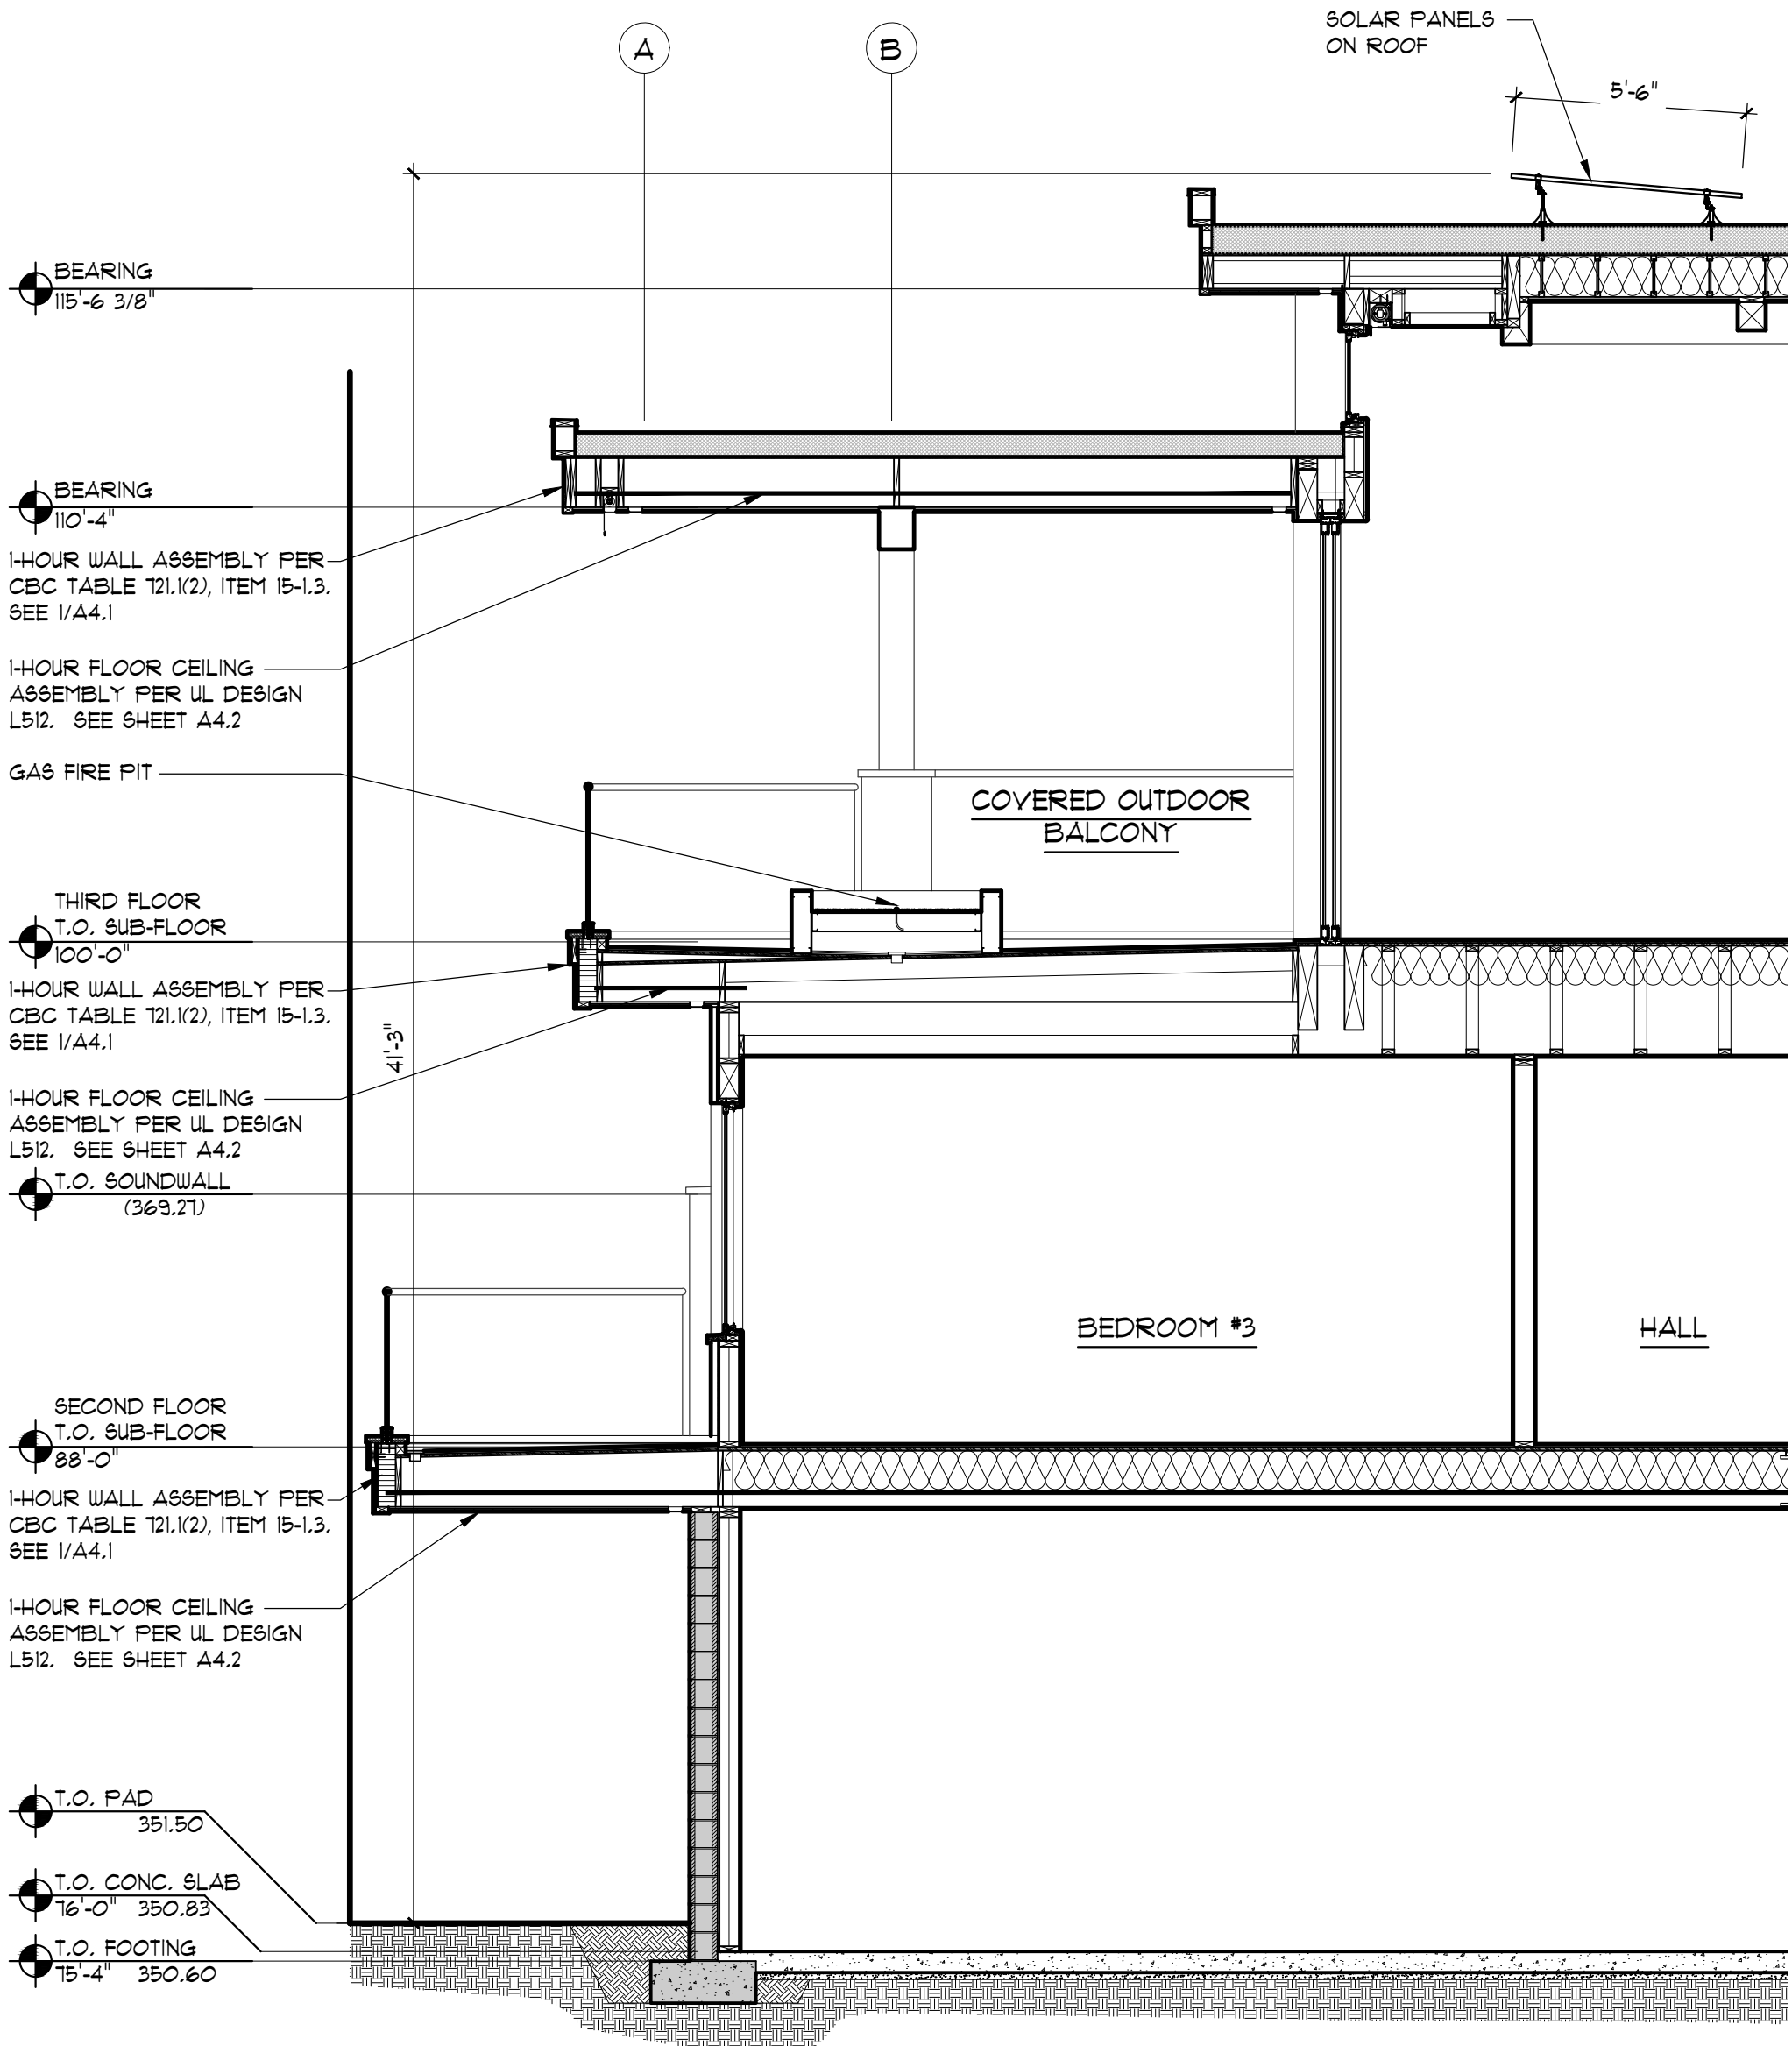 SOLAR PANELS
ON ROOF
A
B
5'-6"
BEARING
115'-6 3/8"
BEARING
110'-4"
1-HOUR WALL ASSEMBLY PER
CBC TABLE 721.1(2), ITEM 15-1.3.
SEE 1/A4.1
1-HOUR FLOOR CEILING
ASSEMBLY PER UL DESIGN
L512. SEE SHEET A4.2
GAS FIRE PIT
COVERED OUTDOOR
BALCONY
THIRD FLOOR
T.O. SUB-FLOOR
100'-0"
1-HOUR WALL ASSEMBLY PER
CBC TABLE 721.1(2), ITEM 15-1.3.
SEE 1/A4.1
41'-3"
1-HOUR FLOOR CEILING
ASSEMBLY PER UL DESIGN
L512. SEE SHEET A4.2
T.O. SOUNDWALL
(369.27)
BEDROOM #3
HALL
SECOND FLOOR
T.O. SUB-FLOOR
88'-0"
1-HOUR WALL ASSEMBLY PER
CBC TABLE 721.1(2), ITEM 15-1.3.
SEE 1/A4.1
1-HOUR FLOOR CEILING
ASSEMBLY PER UL DESIGN
L512. SEE SHEET A4.2
T.O. PAD
351.50
T.O. CONC. SLAB
76'-0" 350.83
T.O. FOOTING
75'-4" 350.60